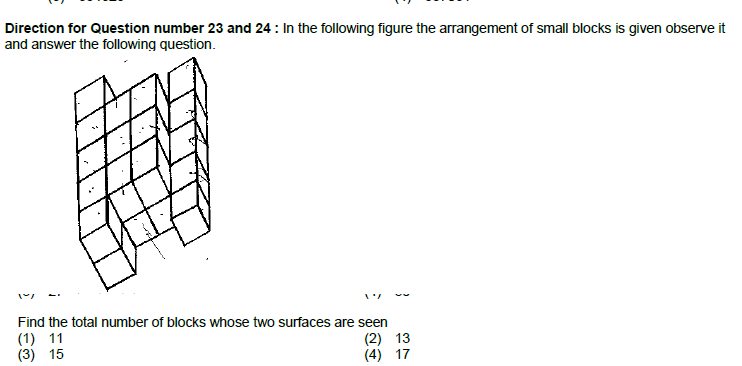 Direction for Question number 23 and 24 : In the following figure the arrangement of small blocks is given observe it
and answer the following question.
Find the total number of blocks whose two surfaces are seen
(1) 11 (2) 13
(3) 15 (4) 17